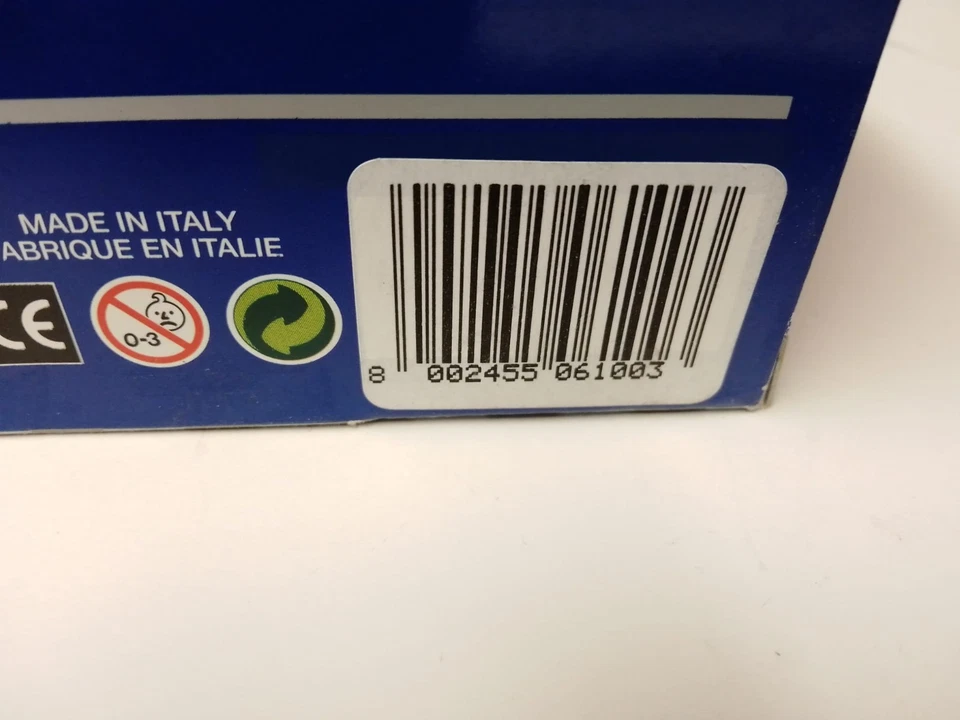 MADE IN ITALY
ABRIQUE EN ITALIE
CE
0-3
8 002455 061003